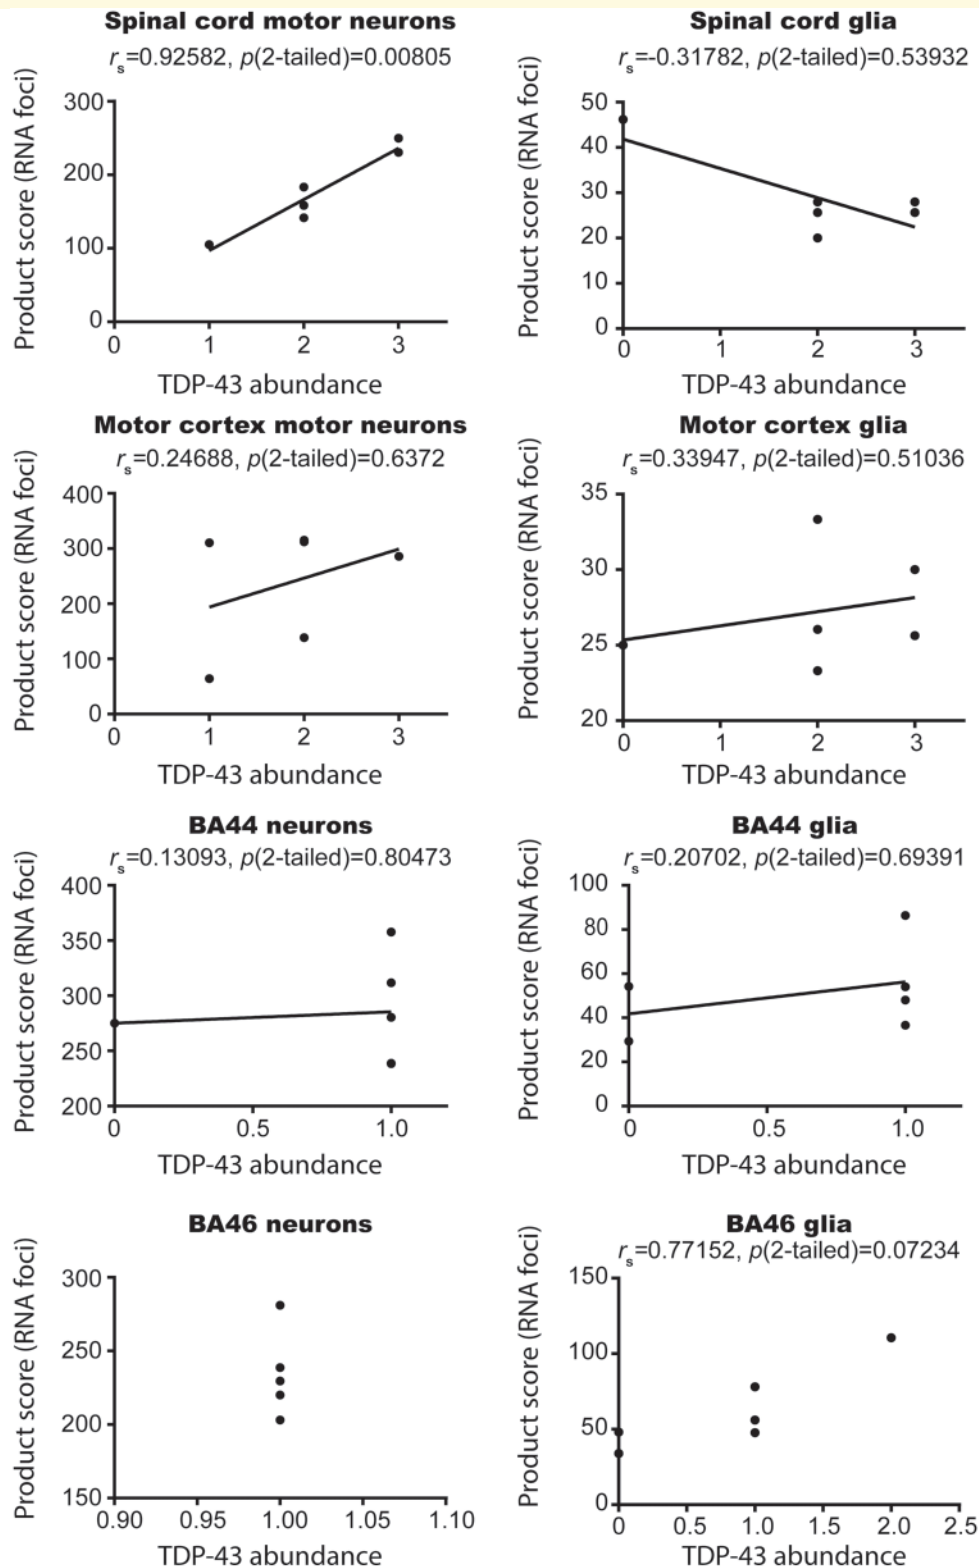 Spinal cord motor neurons
rs=0.92582, p(2-tailed)=0.00805
Product score (RNA foci)
300
200
100
0
0
1
2
3
TDP-43 abundance
Spinal cord glia
rs=-0.31782, p(2-tailed)=0.53932
Product score (RNA foci)
50
40
30
20
10
0
0
1
2
3
TDP-43 abundance
Motor cortex motor neurons
rs=0.24688, p(2-tailed)=0.6372
Product score (RNA foci)
400
300
200
100
0
0
1
2
3
TDP-43 abundance
Motor cortex glia
rs=0.33947, p(2-tailed)=0.51036
Product score (RNA foci)
35
30
25
20
0
1
2
3
TDP-43 abundance
BA44 neurons
rs=0.13093, p(2-tailed)=0.80473
Product score (RNA foci)
400
350
300
250
200
0
0.5
1.0
TDP-43 abundance
BA44 glia
rs=0.20702, p(2-tailed)=0.69391
Product score (RNA foci)
100
80
60
40
20
0
0
0.5
1.0
TDP-43 abundance
BA46 neurons
Product score (RNA foci)
300
250
200
150
0.90
0.95
1.00
1.05
1.10
TDP-43 abundance
BA46 glia
rs=0.77152, p(2-tailed)=0.07234
Product score (RNA foci)
150
100
50
0
0
0.5
1.0
1.5
2.0
2.5
TDP-43 abundance